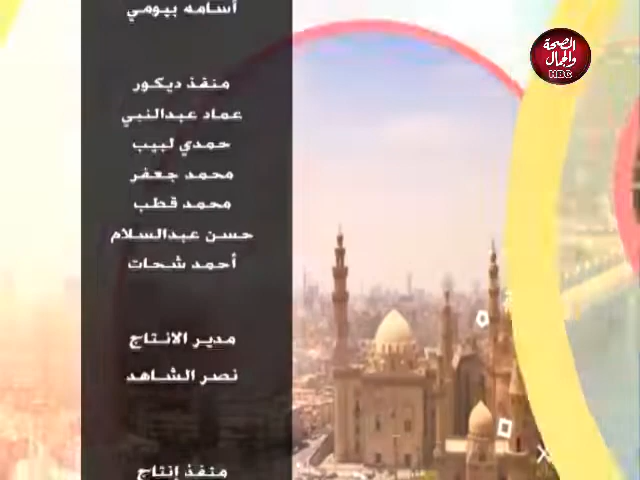 أسامه بيومي
منفذ ديكور
عماد عبدالنبي
حمدي لبيب
محمد جعفر
محمد قطب
حسن عبدالسلام
أحمد شحات
مدير الانتاج
نصر الشاهد
منفذ إنتاج
الصحة
والجمال
HBC